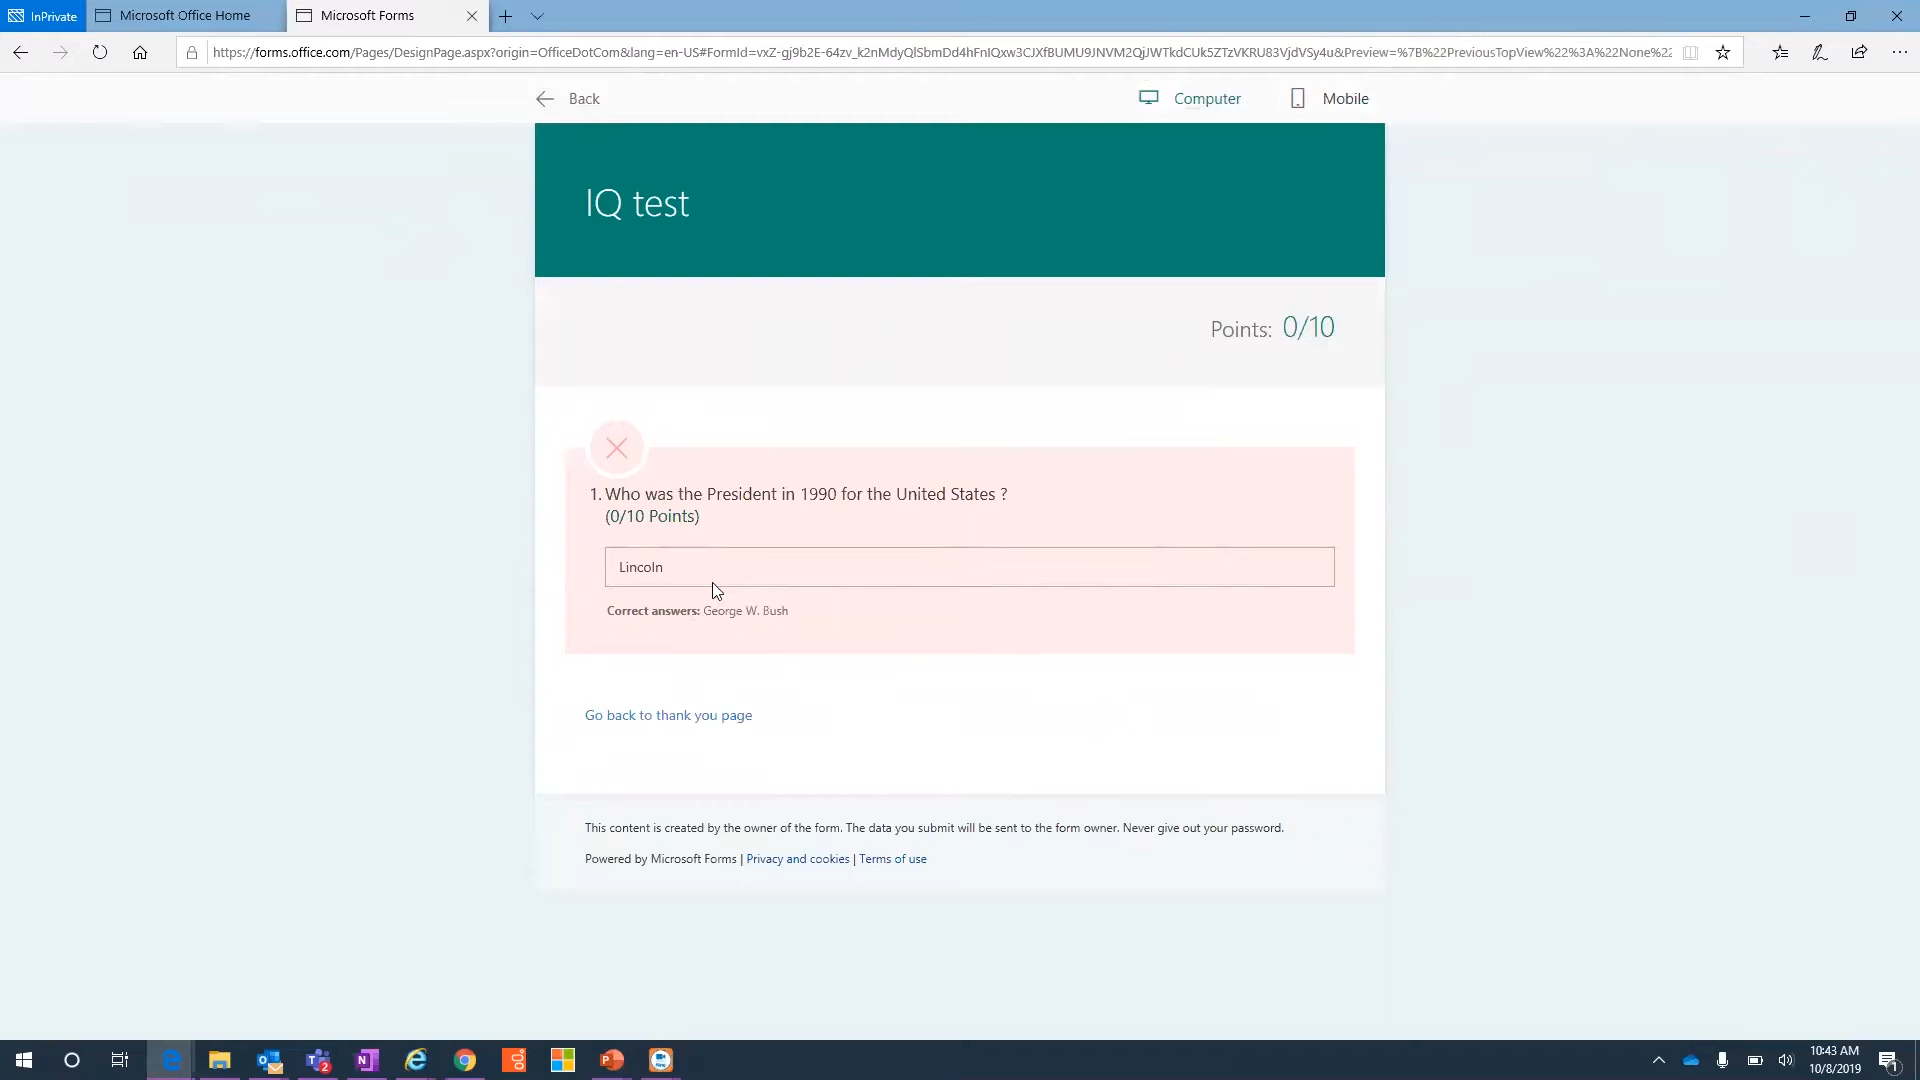 InPrivate
Microsoft Office Home
Microsoft Forms
https://forms.office.com/Pages/DesignPage.aspx?origin=OfficeDotCom&lang=en-US#FormId=vxZ-gj9b2E-64zv_k2nMdyQlSbmDd4hFnIQxw3CJXfBUMU9JNVM2QjJWTkdCUk5ZTzVKRU83VjdVSy4u&Preview=%7B%22PreviousTopView%22%3A%22None%22
Back
Computer
Mobile
IQ test
Points: 0/10
1. Who was the President in 1990 for the United States ?
(0/10 Points)
Lincoln
Correct answers: George W. Bush
Go back to thank you page
This content is created by the owner of the form. The data you submit will be sent to the form owner. Never give out your password.
Powered by Microsoft Forms | Privacy and cookies | Terms of use
10:43 AM
10/8/2019